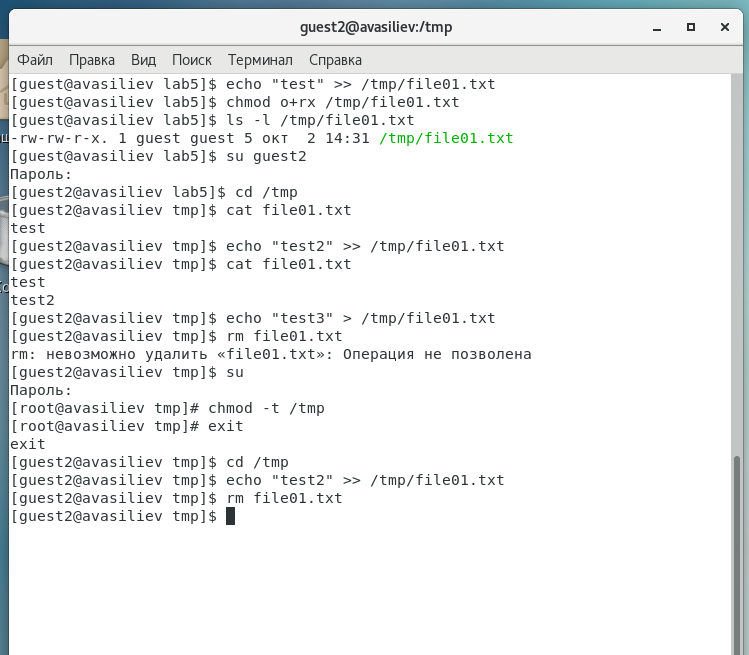 guest2@avasiliev:/tmp
Файл Правка Вид Поиск Терминал Справка
[guest@avasiliev lab5]$ echo "test" >> /tmp/file01.txt
[guest@avasiliev lab5]$ chmod o+rx /tmp/file01.txt
[guest@avasiliev lab5]$ ls -l /tmp/file01.txt
-rw-rw-r-x. 1 guest guest 5 окт  2 14:31 /tmp/file01.txt
[guest@avasiliev lab5]$ su guest2
Пароль:
[guest2@avasiliev lab5]$ cd /tmp
[guest2@avasiliev tmp]$ cat file01.txt
test
[guest2@avasiliev tmp]$ echo "test2" >> /tmp/file01.txt
[guest2@avasiliev tmp]$ cat file01.txt
test
test2
[guest2@avasiliev tmp]$ echo "test3" > /tmp/file01.txt
[guest2@avasiliev tmp]$ rm file01.txt
rm: невозможно удалить «file01.txt»: Операция не позволена
[guest2@avasiliev tmp]$ su
Пароль:
[root@avasiliev tmp]# chmod -t /tmp
[root@avasiliev tmp]# exit
exit
[guest2@avasiliev tmp]$ cd /tmp
[guest2@avasiliev tmp]$ echo "test2" >> /tmp/file01.txt
[guest2@avasiliev tmp]$ rm file01.txt
[guest2@avasiliev tmp]$